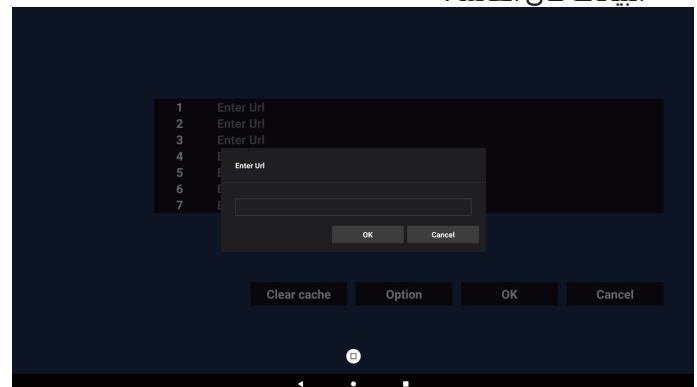 1 Enter Url
2 Enter Url
3 Enter Url
4
5
6
7
Enter Url
OK Cancel
Clear cache Option OK Cancel